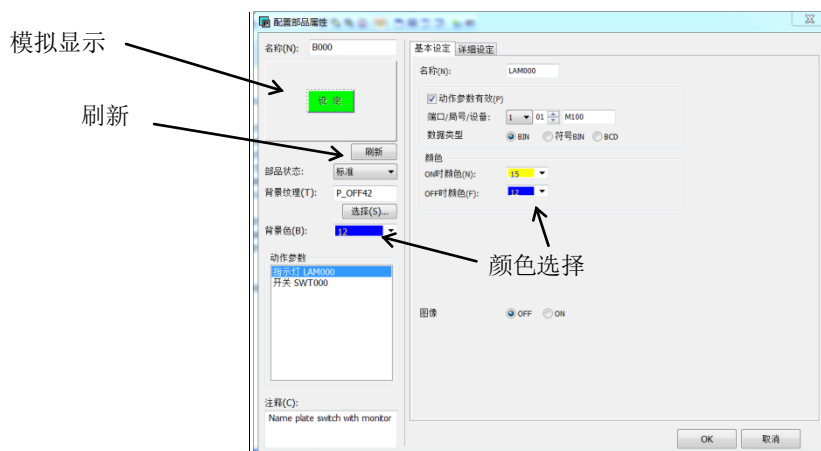 模拟显示
刷新
颜色选择
配置部品属性
名称(N): B000
设 定
刷新
部品状态: 标准
背景纹理(T): P_OFF42
选择(S)...
背景色(B): 12
动作参数
指示灯 LAM000
开关 SWT000
注释(C):
Name plate switch with monitor
基本设定 详细设定
名称(N): LAM000
动作参数有效(P)
端口/局号/设备: 1 01 M100
数据类型 BIN 符号BIN BCD
颜色
ON时颜色(N): 15
OFF时颜色(F): 12
图像 OFF ON
OK 取消